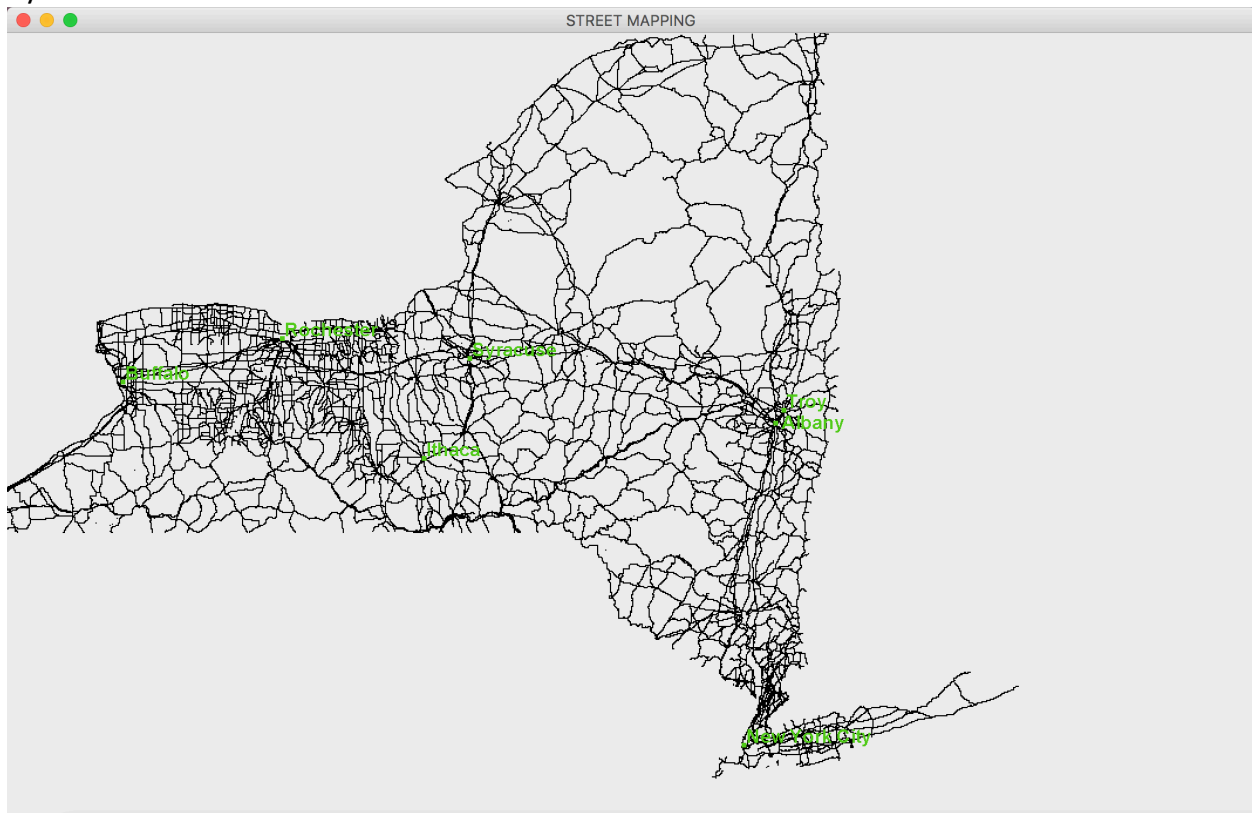 STREET MAPPING
Rochester
Syracuse
Buffalo
Troy
Albany
Ithaca
New York City